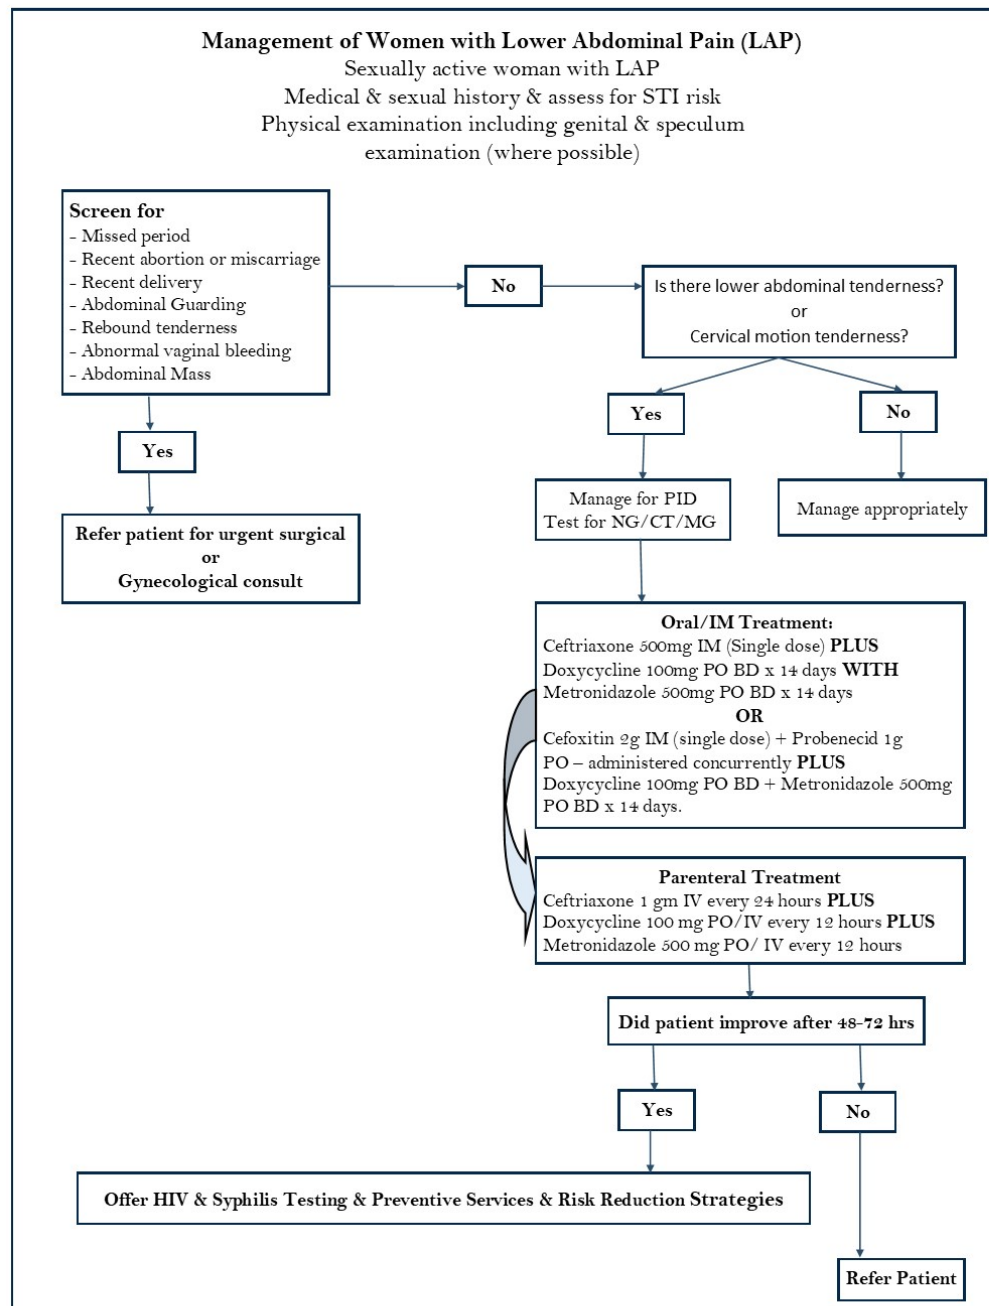 Management of Women with Lower Abdominal Pain (LAP)
Sexually active woman with LAP
Medical & sexual history & assess for STI risk
Physical examination including genital & speculum
examination (where possible)
Screen for
- Missed period
- Recent abortion or miscarriage
- Recent delivery
- Abdominal Guarding
- Rebound tenderness
- Abnormal vaginal bleeding
- Abdominal Mass
No
Is there lower abdominal tenderness?
or
Cervical motion tenderness?
Yes
No
Yes
Refer patient for urgent surgical
or
Gynecological consult
Manage for PID
Test for NG/CT/MG
Manage appropriately
Oral/IM Treatment:
Ceftriaxone 500mg IM (Single dose) PLUS
Doxycycline 100mg PO BD x 14 days WITH
Metronidazole 500mg PO BD x 14 days
OR
Cefoxitin 2g IM (single dose) + Probenecid 1g
PO – administered concurrently PLUS
Doxycycline 100mg PO BD + Metronidazole 500mg
PO BD x 14 days.
Parenteral Treatment
Ceftriaxone 1 gm IV every 24 hours PLUS
Doxycycline 100 mg PO/IV every 12 hours PLUS
Metronidazole 500 mg PO/ IV every 12 hours
Did patient improve after 48-72 hrs
Yes
No
Offer HIV & Syphilis Testing & Preventive Services & Risk Reduction Strategies
Refer Patient